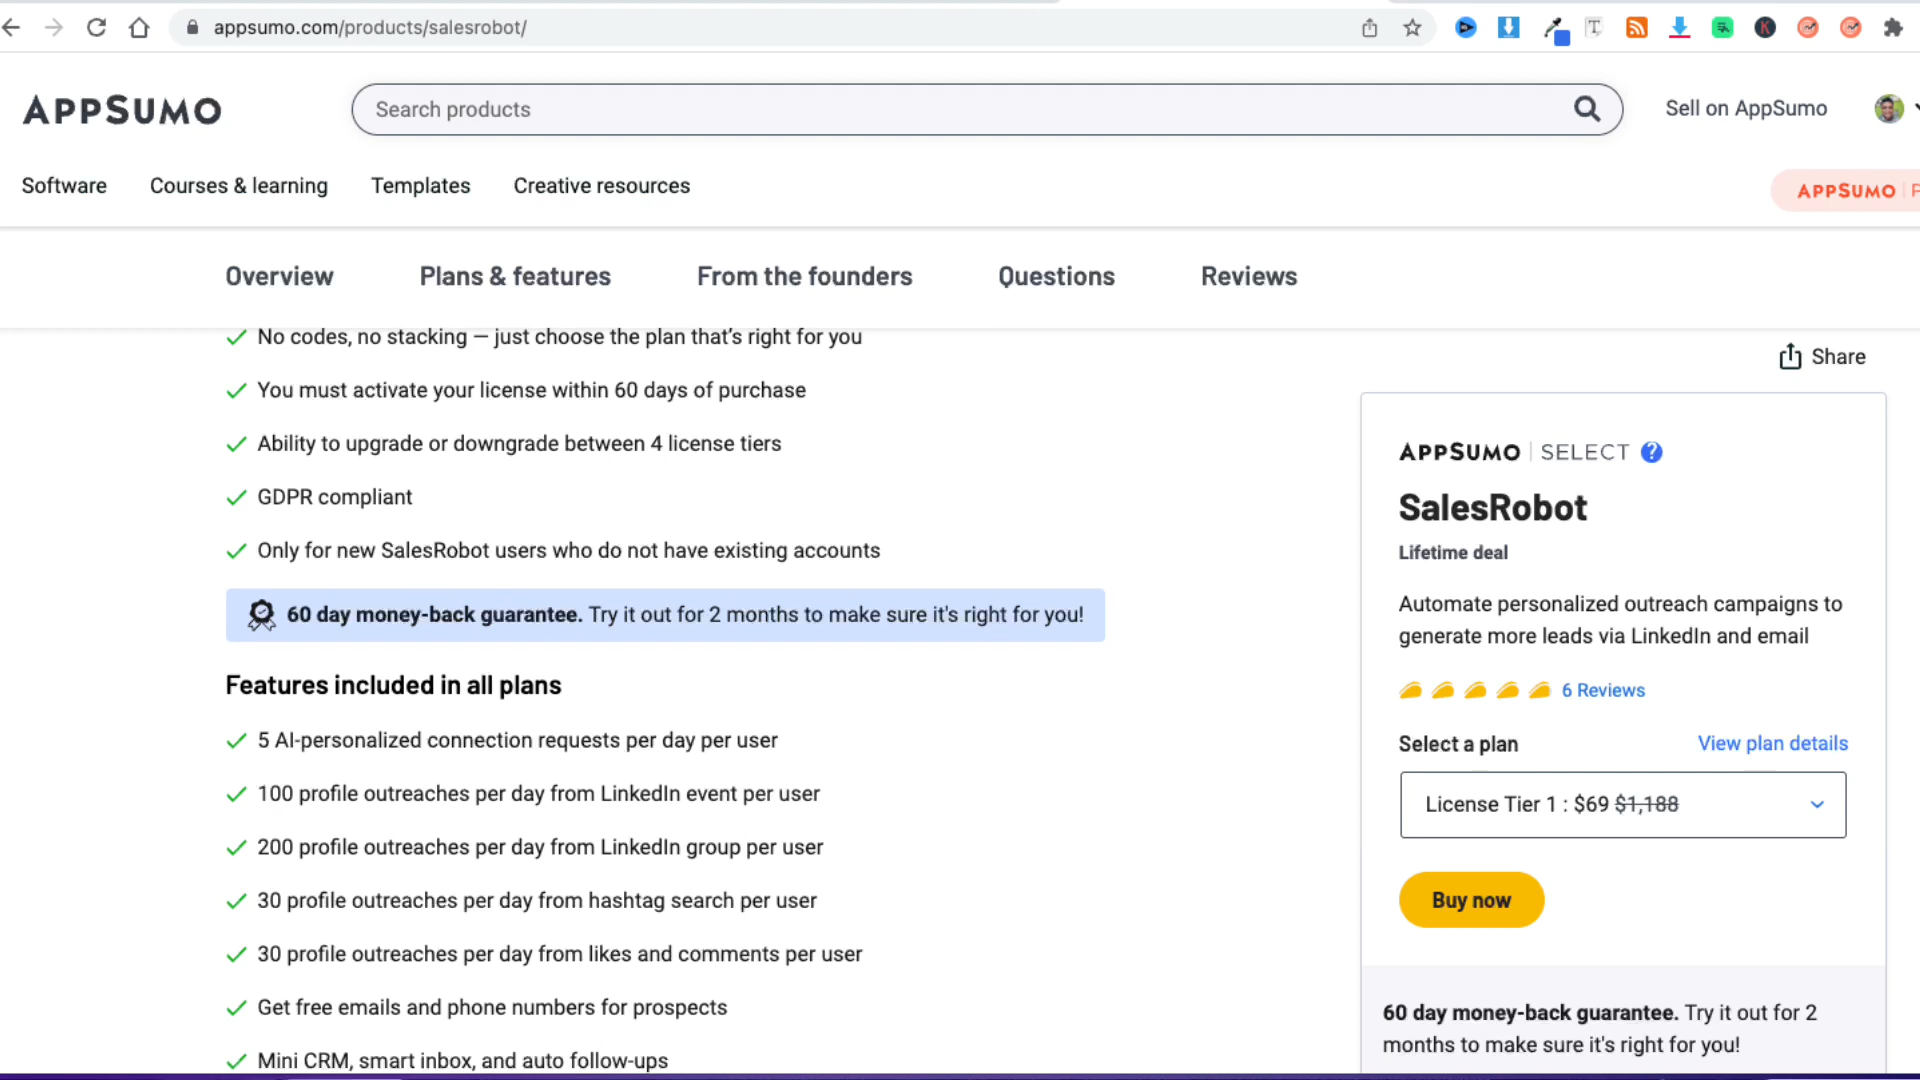 appsumo.com/products/salesrobot/
APPSUMO
Search products
Sell on AppSumo
Software
Courses & learning
Templates
Creative resources
APPSUMO | P
Overview
Plans & features
From the founders
Questions
Reviews
No codes, no stacking — just choose the plan that's right for you
You must activate your license within 60 days of purchase
Ability to upgrade or downgrade between 4 license tiers
GDPR compliant
Only for new SalesRobot users who do not have existing accounts
60 day money-back guarantee. Try it out for 2 months to make sure it's right for you!
Features included in all plans
5 AI-personalized connection requests per day per user
100 profile outreaches per day from LinkedIn event per user
200 profile outreaches per day from LinkedIn group per user
30 profile outreaches per day from hashtag search per user
30 profile outreaches per day from likes and comments per user
Get free emails and phone numbers for prospects
Mini CRM, smart inbox, and auto follow-ups
Share
APPSUMO | SELECT ?
SalesRobot
Lifetime deal
Automate personalized outreach campaigns to
generate more leads via LinkedIn and email
6 Reviews
Select a plan
View plan details
License Tier 1 : $69 $1,188
Buy now
60 day money-back guarantee. Try it out for 2
months to make sure it's right for you!